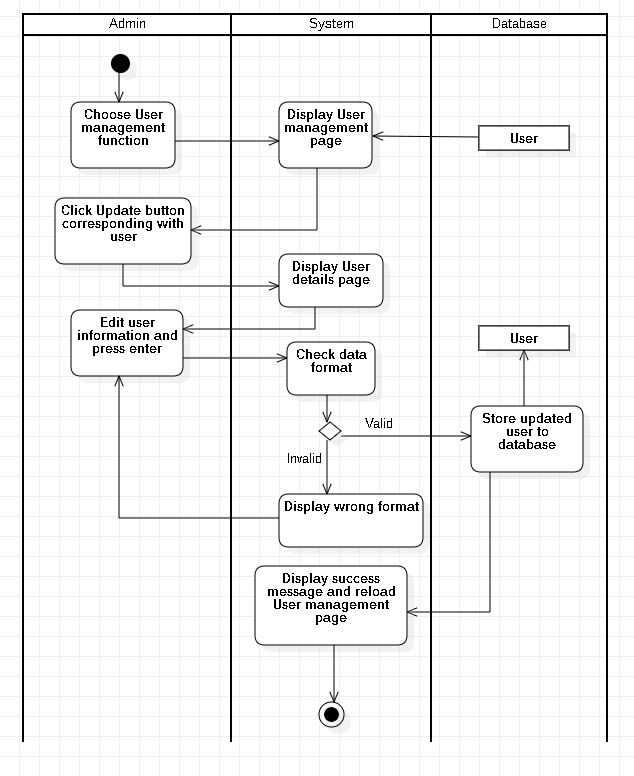 Admin
System
Database
Choose User
management
function
Display User
management
page
User
Click Update button
corresponding with
user
Display User
details page
Edit user
information and
press enter
User
Check data
format
Valid
Store updated
user to
database
Invalid
Display wrong format
Display success
message and reload
User management
page